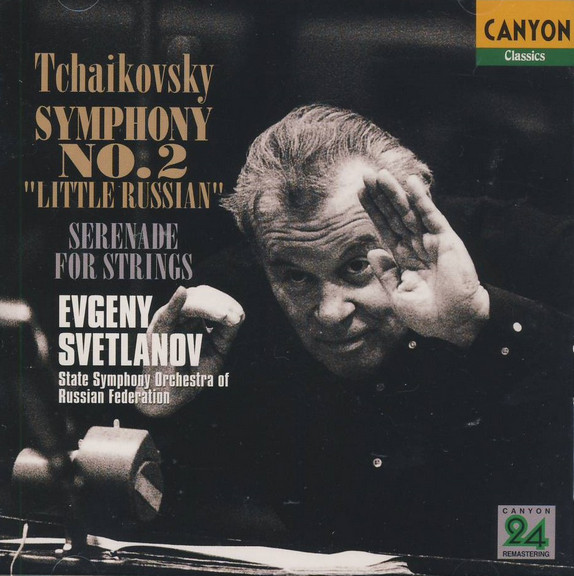 CANYON
Classics
Tchaikovsky
SYMPHONY
NO.2
"LITTLE RUSSIAN"
SERENADE
FOR STRINGS
EVGENY
SVETLANOV
State Symphony Orchestra of
Russian Federation
CANYON
24
REMASTERING